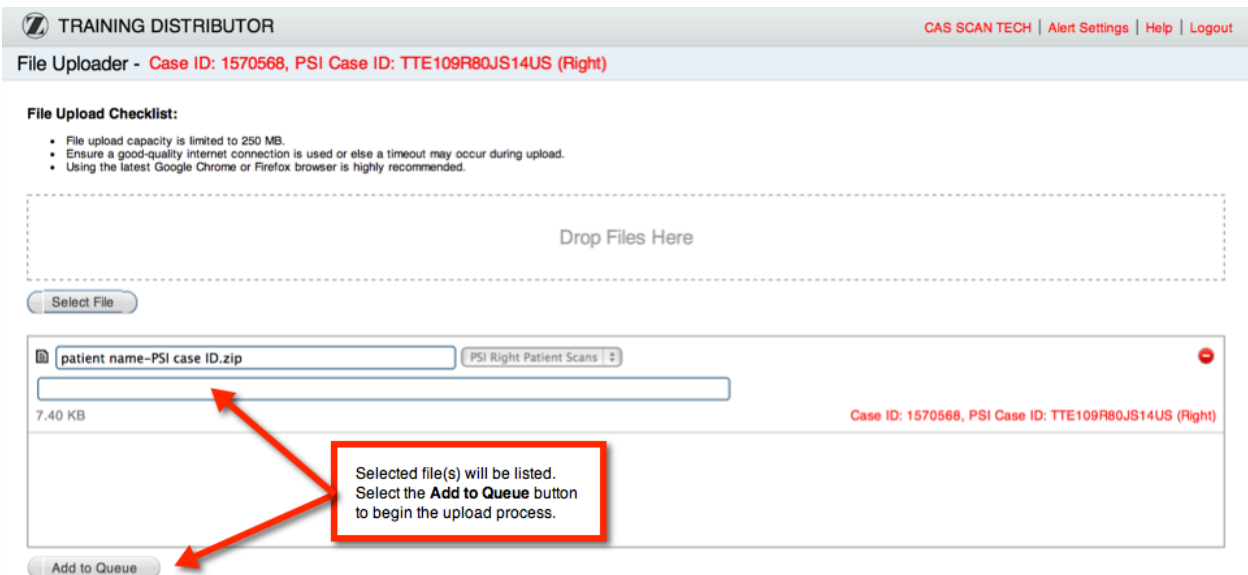 TRAINING DISTRIBUTOR
CAS SCAN TECH | Alert Settings | Help | Logout
File Uploader - Case ID: 1570568, PSI Case ID: TTE109R80JS14US (Right)
File Upload Checklist:
• File upload capacity is limited to 250 MB.
• Ensure a good-quality internet connection is used or else a timeout may occur during upload.
• Using the latest Google Chrome or Firefox browser is highly recommended.
Drop Files Here
Select File
patient name-PSI case ID.zip
PSI Right Patient Scans
7.40 KB
Case ID: 1570568, PSI Case ID: TTE109R80JS14US (Right)
Selected file(s) will be listed.
Select the Add to Queue button
to begin the upload process.
Add to Queue